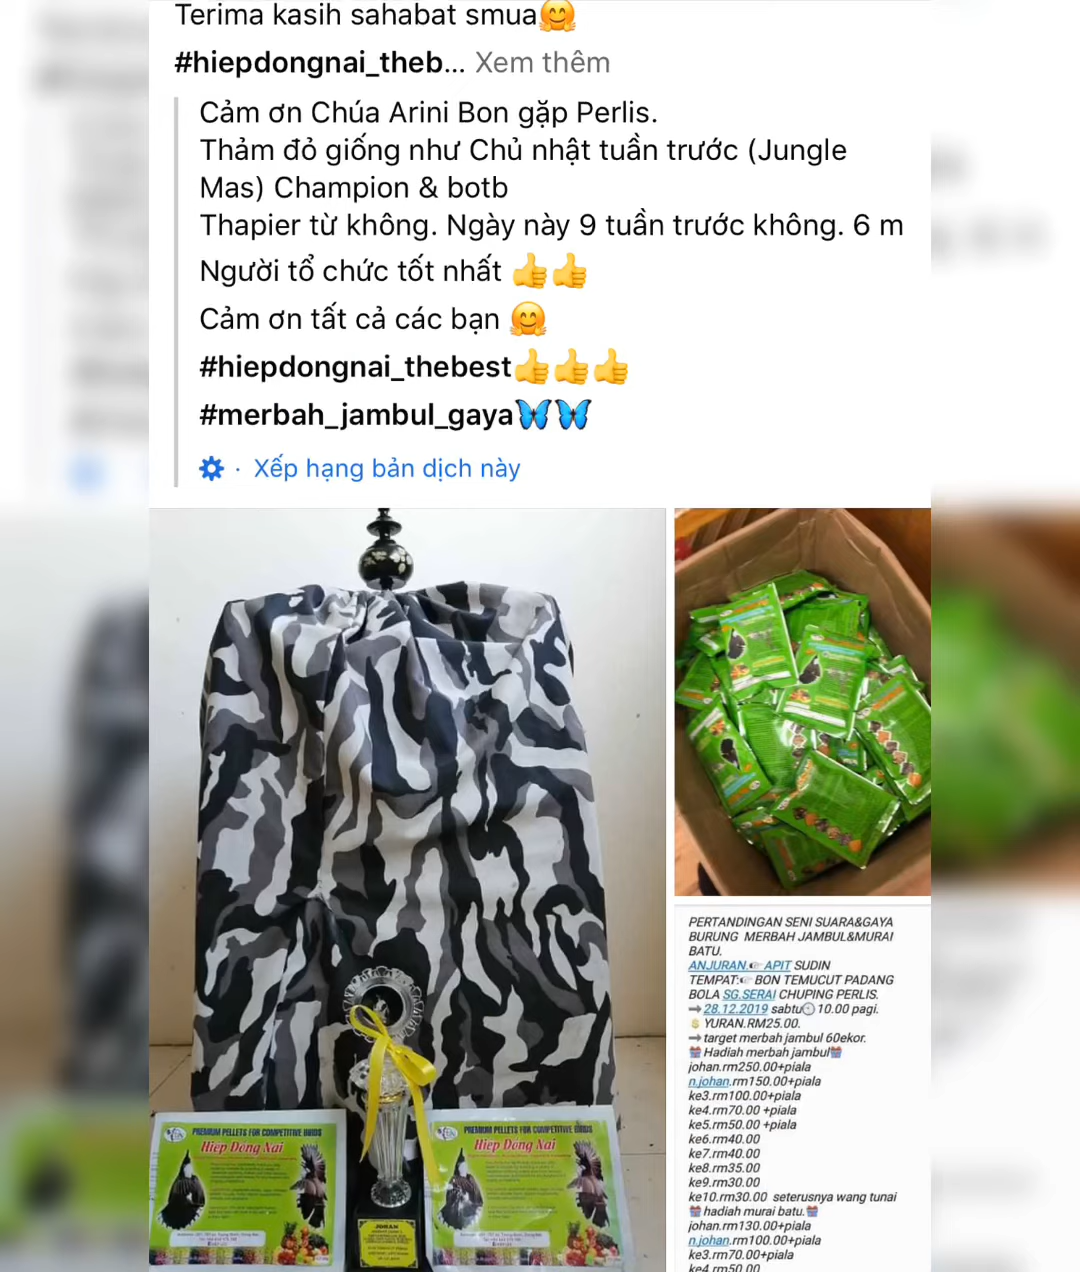 Terima kasih sahabat smua🤗
#hiepdongnai_theb... Xem thêm
Cảm ơn Chúa Arini Bon gặp Perlis.
Thảm đỏ giống như Chủ nhật tuần trước (Jungle
Mas) Champion & botb
Thapier từ không. Ngày này 9 tuần trước không. 6 m
Người tổ chức tốt nhất 👍👍
Cảm ơn tất cả các bạn 🤗
#hiepdongnai_thebest👍👍👍
#merbah_jambul_gaya🦋🦋
· Xếp hạng bản dịch này
PREMIUM PELLETS FOR COMPETITIVE BIRDS
Hiep Dong Nai
JOHAN
PREMIUM PELLETS FOR COMPETITIVE BIRDS
Hiep Dong Nai
PERTANDINGAN SENI SUARA&GAYA
BURUNG MERBAH JAMBUL&MURAI
BATU.
ANJURAN.👉APIT SUDIN
TEMPAT:👉BON TEMUCUT PADANG
BOLA SG.SERAI CHUPING PERLIS.
➡28.12.2019 sabtu🕙10.00 pagi.
💲YURAN.RM25.00.
➡target merbah jambul 60ekor.
🎁Hadiah merbah jambul🎁
johan.rm250.00+piala
n.johan.rm150.00+piala
ke3.rm100.00+piala
ke4.rm70.00 +piala
ke5.rm50.00 +piala
ke6.rm40.00
ke7.rm40.00
ke8.rm35.00
ke9.rm30.00
ke10.rm30.00 seterusnya wang tunai
🎁hadiah murai batu.🎁
johan.rm130.00+piala
n.johan.rm100.00+piala
ke3.rm70.00+piala
ke4.rm50.00